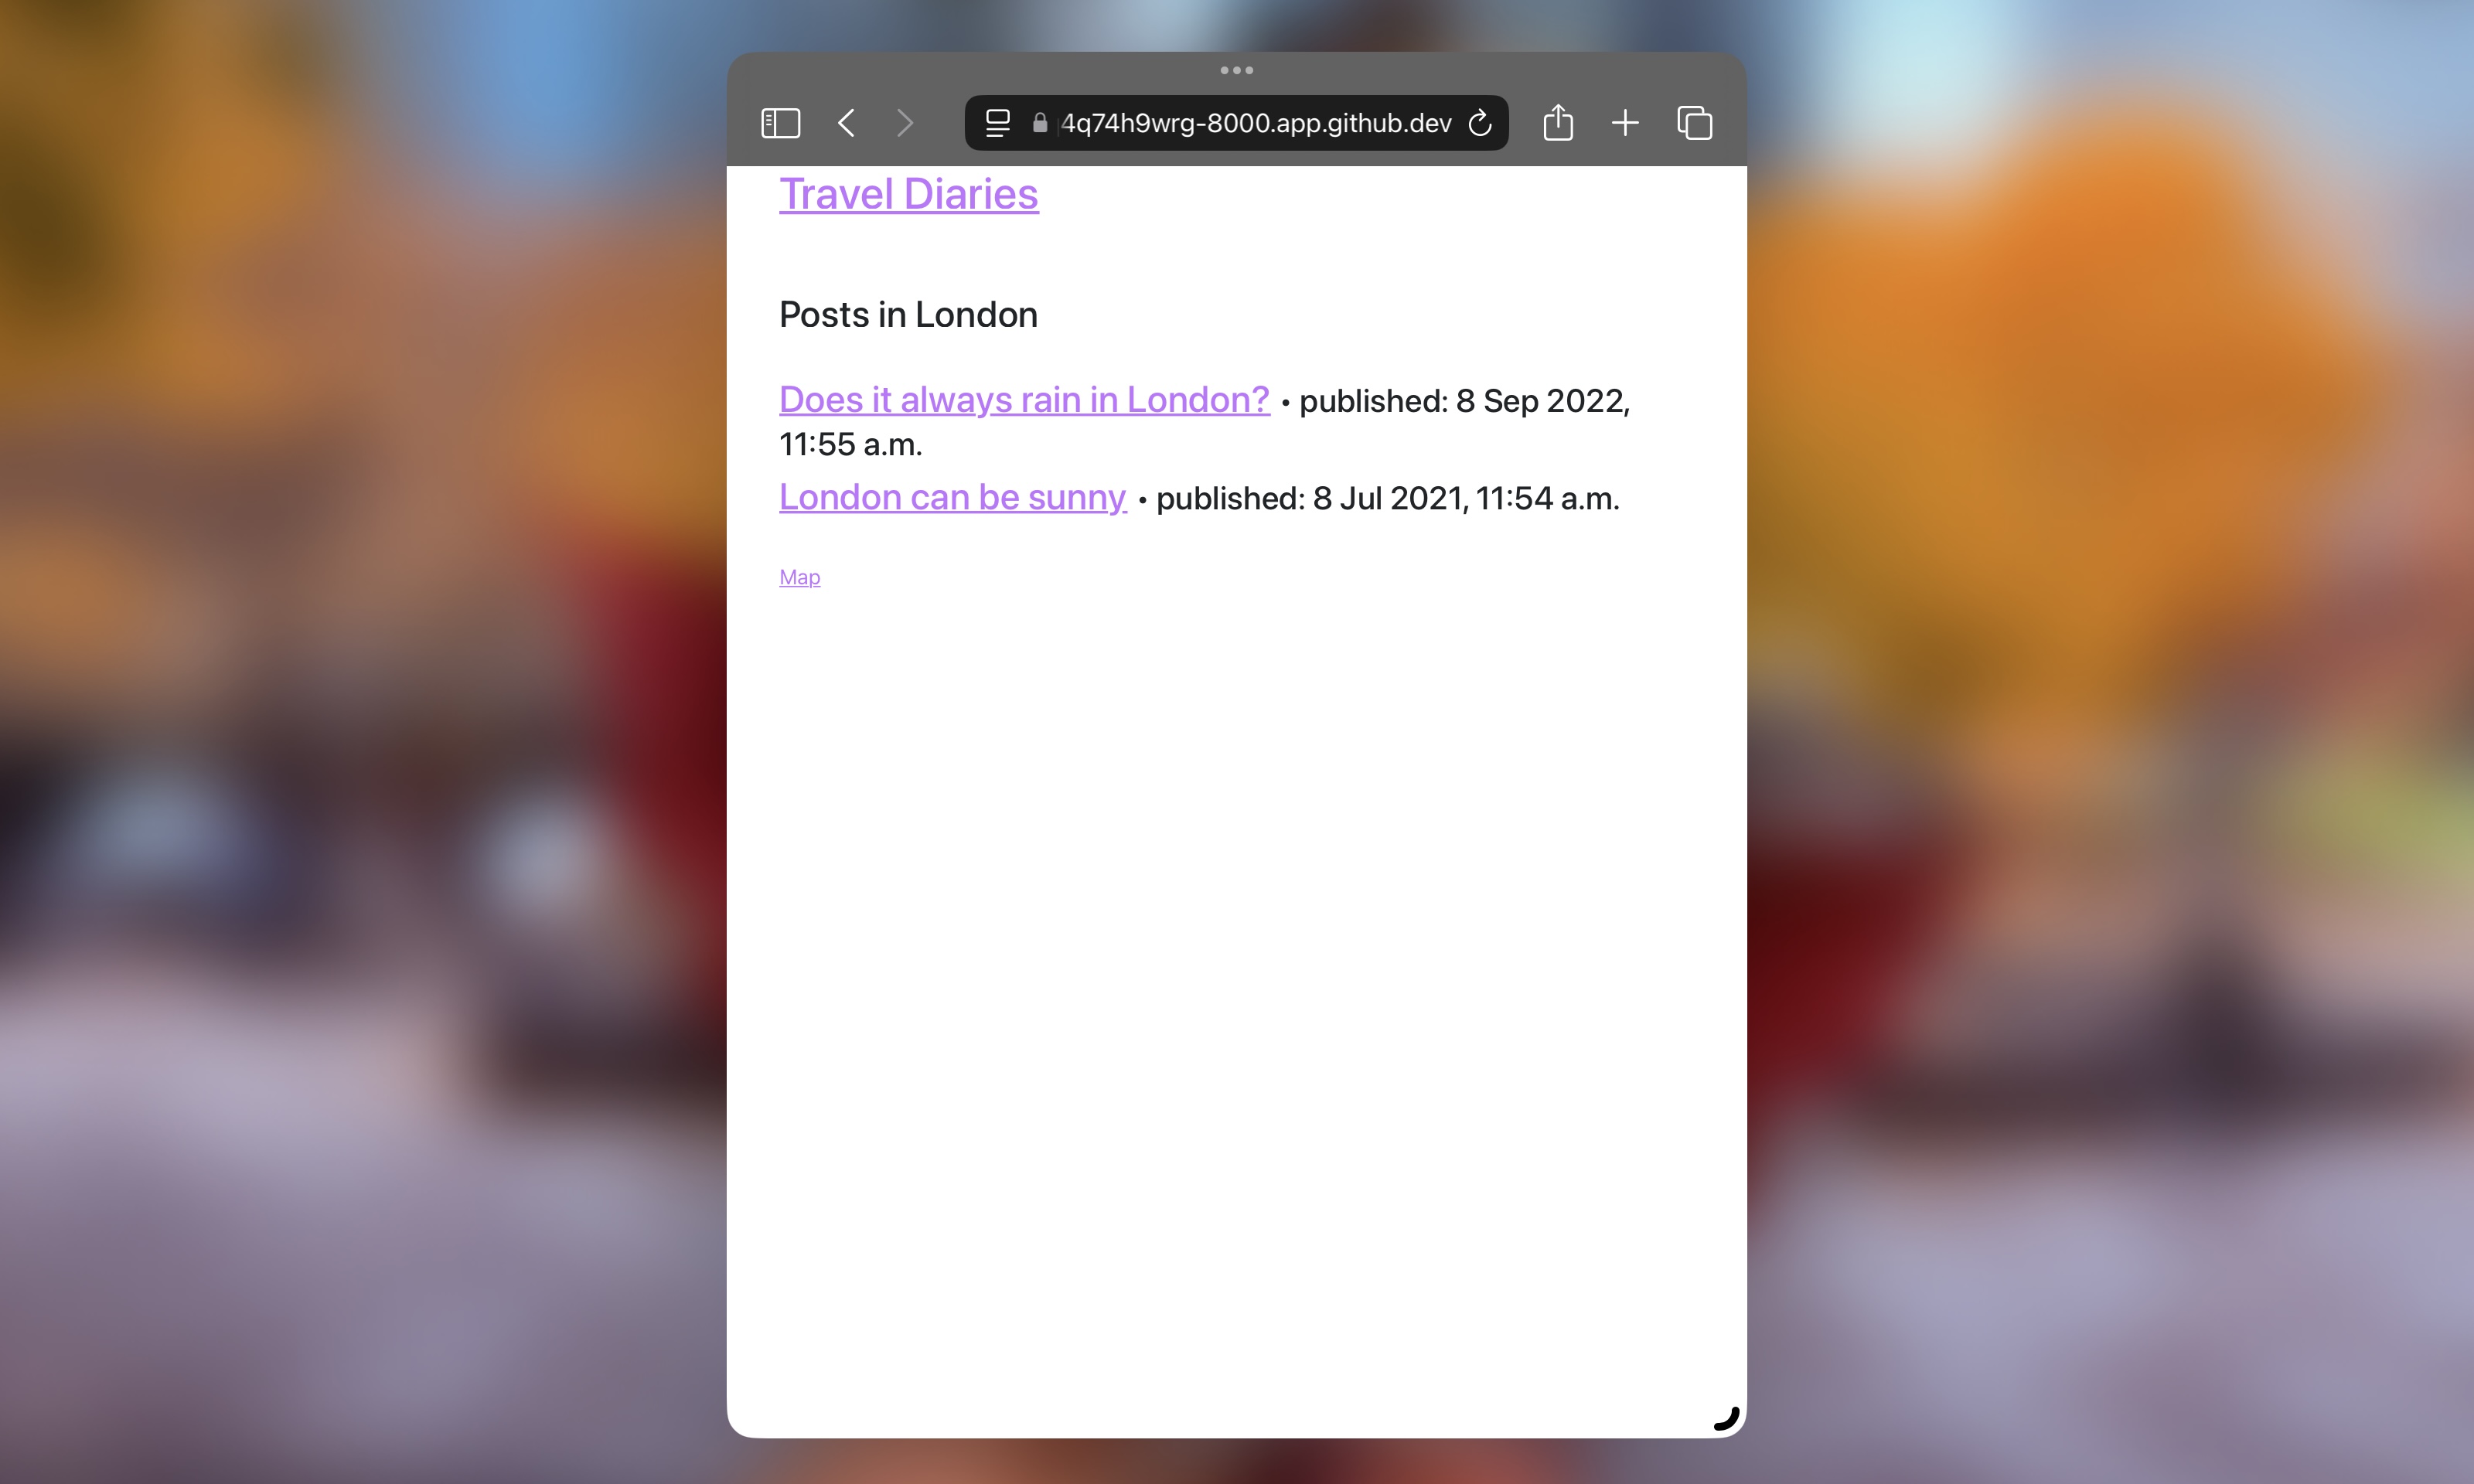 4q74h9wrg-8000.app.github.dev
Travel Diaries
Posts in London
Does it always rain in London? • published: 8 Sep 2022,
11:55 a.m.
London can be sunny • published: 8 Jul 2021, 11:54 a.m.
Map